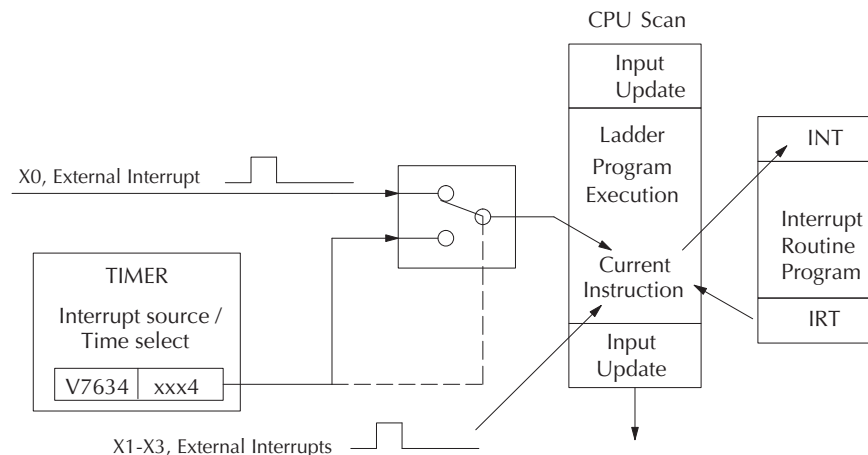 CPU Scan
Input
Update
Ladder
Program
Execution
Current
Instruction
Input
Update
INT
Interrupt
Routine
Program
IRT
X0, External Interrupt
TIMER
Interrupt source /
Time select
V7634 xxx4
X1-X3, External Interrupts